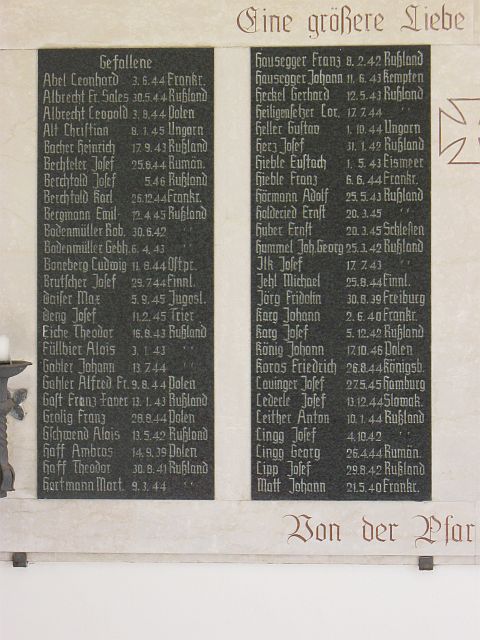 Eine größere Liebe
Gefallene
Abel Leonhard 3.6.44 Frankr.
Albrecht Fr. Sales 30.5.44 Rußland
Albrecht Leopold 3.8.44 Polen
Alt Christian 8.1.45 Ungarn
Bacher Heinrich 17.9.43 Rußland
Bechteler Josef 25.8.44 Rumän.
Berchtold Josef 5.46 Rußland
Berchtold Karl 26.12.44 Frankr.
Bergmann Emil 12.4.45 Rußland
Bodenmüller Rob. 30.6.42 ''
Bodenmüller Gebh. 6.4.43 ''
Boneberg Ludwig 11.8.44 Ostpr.
Brutscher Josef 29.7.44 Finnl.
Daiser Max 5.9.45 Jugosl.
Deng Josef 11.2.45 Trier
Eiche Theodor 16.8.43 Rußland
Füllbier Alois 3.1.43 ''
Gabler Johann 13.7.44 ''
Gahler Alfred Fr. 9.8.44 Polen
Gast Franz Xaver 13.1.43 Rußland
Grolig Franz 28.8.44 Polen
Gschwend Alois 13.5.42 Rußland
Haff Ambros 14.9.39 Polen
Haff Theodor 30.8.41 Rußland
Hartmann Mart. 9.3.44 ''
Hausegger Franz 8.2.42 Rußland
Hausegger Johann 11.6.43 Kempten
Heckel Gerhard 12.5.43 Rußland
Heiligensetzer Lor. 17.7.44 ''
Heller Gustav 1.10.44 Ungarn
Herz Josef 31.1.42 Rußland
Hieble Eustach 1.5.43 Eismeer
Hieble Franz 6.6.44 Frankr.
Hörmann Adolf 25.5.43 Rußland
Holderied Ernst 20.3.45 ''
Huber Ernst 20.3.45 Schlesien
Hummel Joh. Georg 25.3.42 Rußland
Ilk Josef 17.7.43 ''
Jehl Michael 25.8.44 Finnl.
Jörg Fridolin 30.8.39 Freiburg
Karg Johann 2.6.40 Frankr.
Karg Josef 5.12.42 Rußland
König Johann 17.10.46 Polen
Koros Friedrich 26.8.44 Königsb.
Lavinger Josef 27.5.45 Homburg
Lederle Josef 13.12.44 Slowak.
Leither Anton 10.1.44 Rußland
Lingg Josef 4.10.42 ''
Lingg Georg 26.4.44 Rumän.
Lipp Josef 29.8.42 Rußland
Matt Johann 21.5.40 Frankr.
Von der Pfar